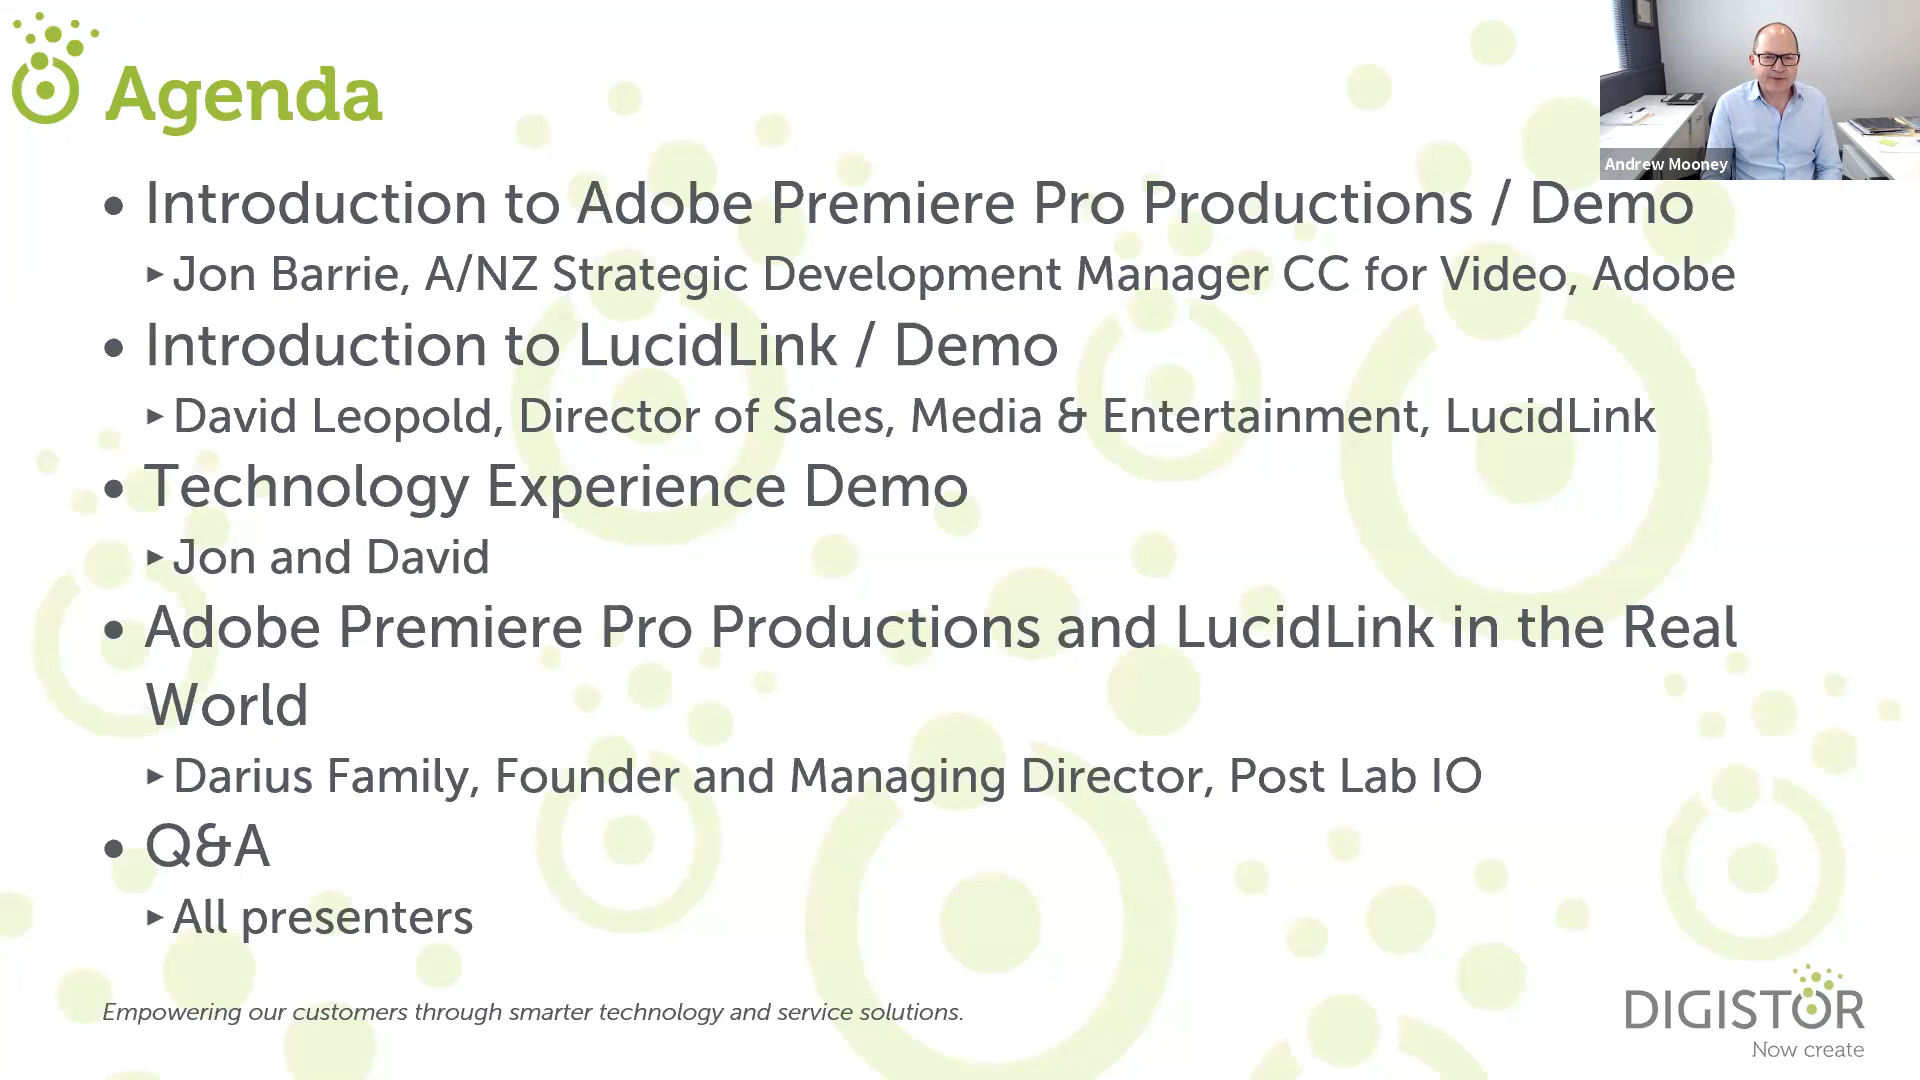 Agenda
Andrew Mooney
• Introduction to Adobe Premiere Pro Productions / Demo
▸ Jon Barrie, A/NZ Strategic Development Manager CC for Video, Adobe
• Introduction to LucidLink / Demo
▸ David Leopold, Director of Sales, Media & Entertainment, LucidLink
• Technology Experience Demo
▸ Jon and David
• Adobe Premiere Pro Productions and LucidLink in the Real
World
▸ Darius Family, Founder and Managing Director, Post Lab IO
• Q&A
▸ All presenters
Empowering our customers through smarter technology and service solutions.
DIGISTOR
Now create